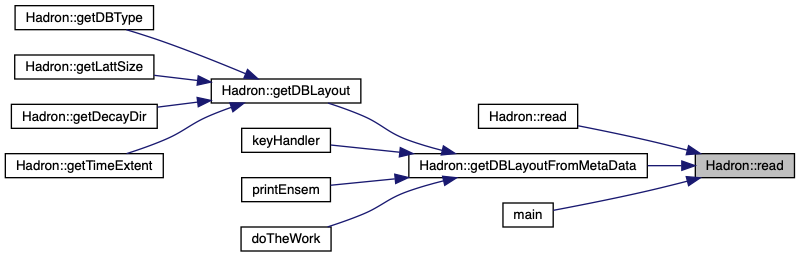 Hadron::getDBType
Hadron::getLattSize
Hadron::getDecayDir
Hadron::getTimeExtent
Hadron::getDBLayout
keyHandler
printEnsem
doTheWork
Hadron::getDBLayoutFromMetaData
Hadron::read
main
Hadron::read